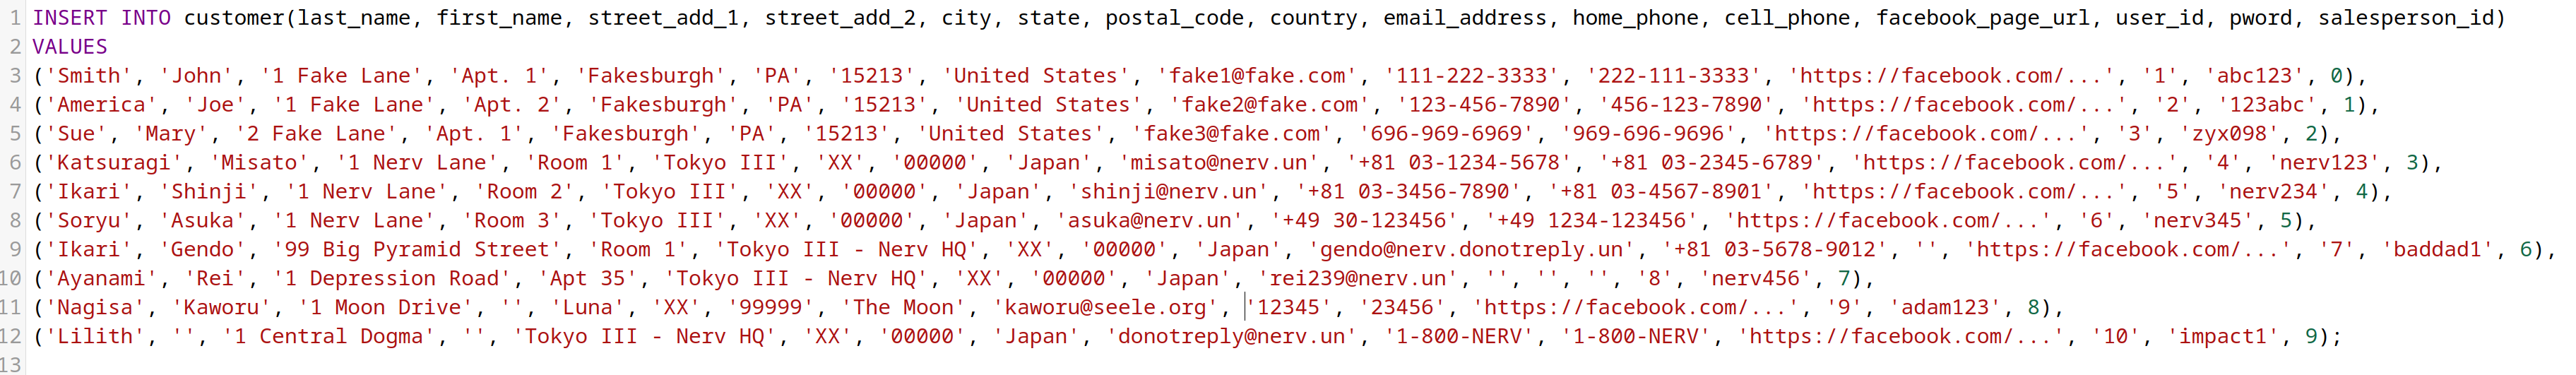 1 INSERT INTO customer(last_name, first_name, street_add_1, street_add_2, city, state, postal_code, country, email_address, home_phone, cell_phone, facebook_page_url, user_id, pword, salesperson_id)
2 VALUES
3 ('Smith', 'John', '1 Fake Lane', 'Apt. 1', 'Fakesburgh', 'PA', '15213', 'United States', 'fake1@fake.com', '111-222-3333', '222-111-3333', 'https://facebook.com/...', '1', 'abc123', 0),
4 ('America', 'Joe', '1 Fake Lane', 'Apt. 2', 'Fakesburgh', 'PA', '15213', 'United States', 'fake2@fake.com', '123-456-7890', '456-123-7890', 'https://facebook.com/...', '2', '123abc', 1),
5 ('Sue', 'Mary', '2 Fake Lane', 'Apt. 1', 'Fakesburgh', 'PA', '15213', 'United States', 'fake3@fake.com', '696-969-6969', '969-696-9696', 'https://facebook.com/...', '3', 'zyx098', 2),
6 ('Katsuragi', 'Misato', '1 Nerv Lane', 'Room 1', 'Tokyo III', 'XX', '00000', 'Japan', 'misato@nerv.un', '+81 03-1234-5678', '+81 03-2345-6789', 'https://facebook.com/...', '4', 'nerv123', 3),
7 ('Ikari', 'Shinji', '1 Nerv Lane', 'Room 2', 'Tokyo III', 'XX', '00000', 'Japan', 'shinji@nerv.un', '+81 03-3456-7890', '+81 03-4567-8901', 'https://facebook.com/...', '5', 'nerv234', 4),
8 ('Soryu', 'Asuka', '1 Nerv Lane', 'Room 3', 'Tokyo III', 'XX', '00000', 'Japan', 'asuka@nerv.un', '+49 30-123456', '+49 1234-123456', 'https://facebook.com/...', '6', 'nerv345', 5),
9 ('Ikari', 'Gendo', '99 Big Pyramid Street', 'Room 1', 'Tokyo III - Nerv HQ', 'XX', '00000', 'Japan', 'gendo@nerv.donotreply.un', '+81 03-5678-9012', '', 'https://facebook.com/...', '7', 'baddad1', 6),
10 ('Ayanami', 'Rei', '1 Depression Road', 'Apt 35', 'Tokyo III - Nerv HQ', 'XX', '00000', 'Japan', 'rei239@nerv.un', '', '', '', '8', 'nerv456', 7),
11 ('Nagisa', 'Kaworu', '1 Moon Drive', '', 'Luna', 'XX', '99999', 'The Moon', 'kaworu@seele.org', '12345', '23456', 'https://facebook.com/...', '9', 'adam123', 8),
12 ('Lilith', '', '1 Central Dogma', '', 'Tokyo III - Nerv HQ', 'XX', '00000', 'Japan', 'donotreply@nerv.un', '1-800-NERV', '1-800-NERV', 'https://facebook.com/...', '10', 'impact1', 9);
13